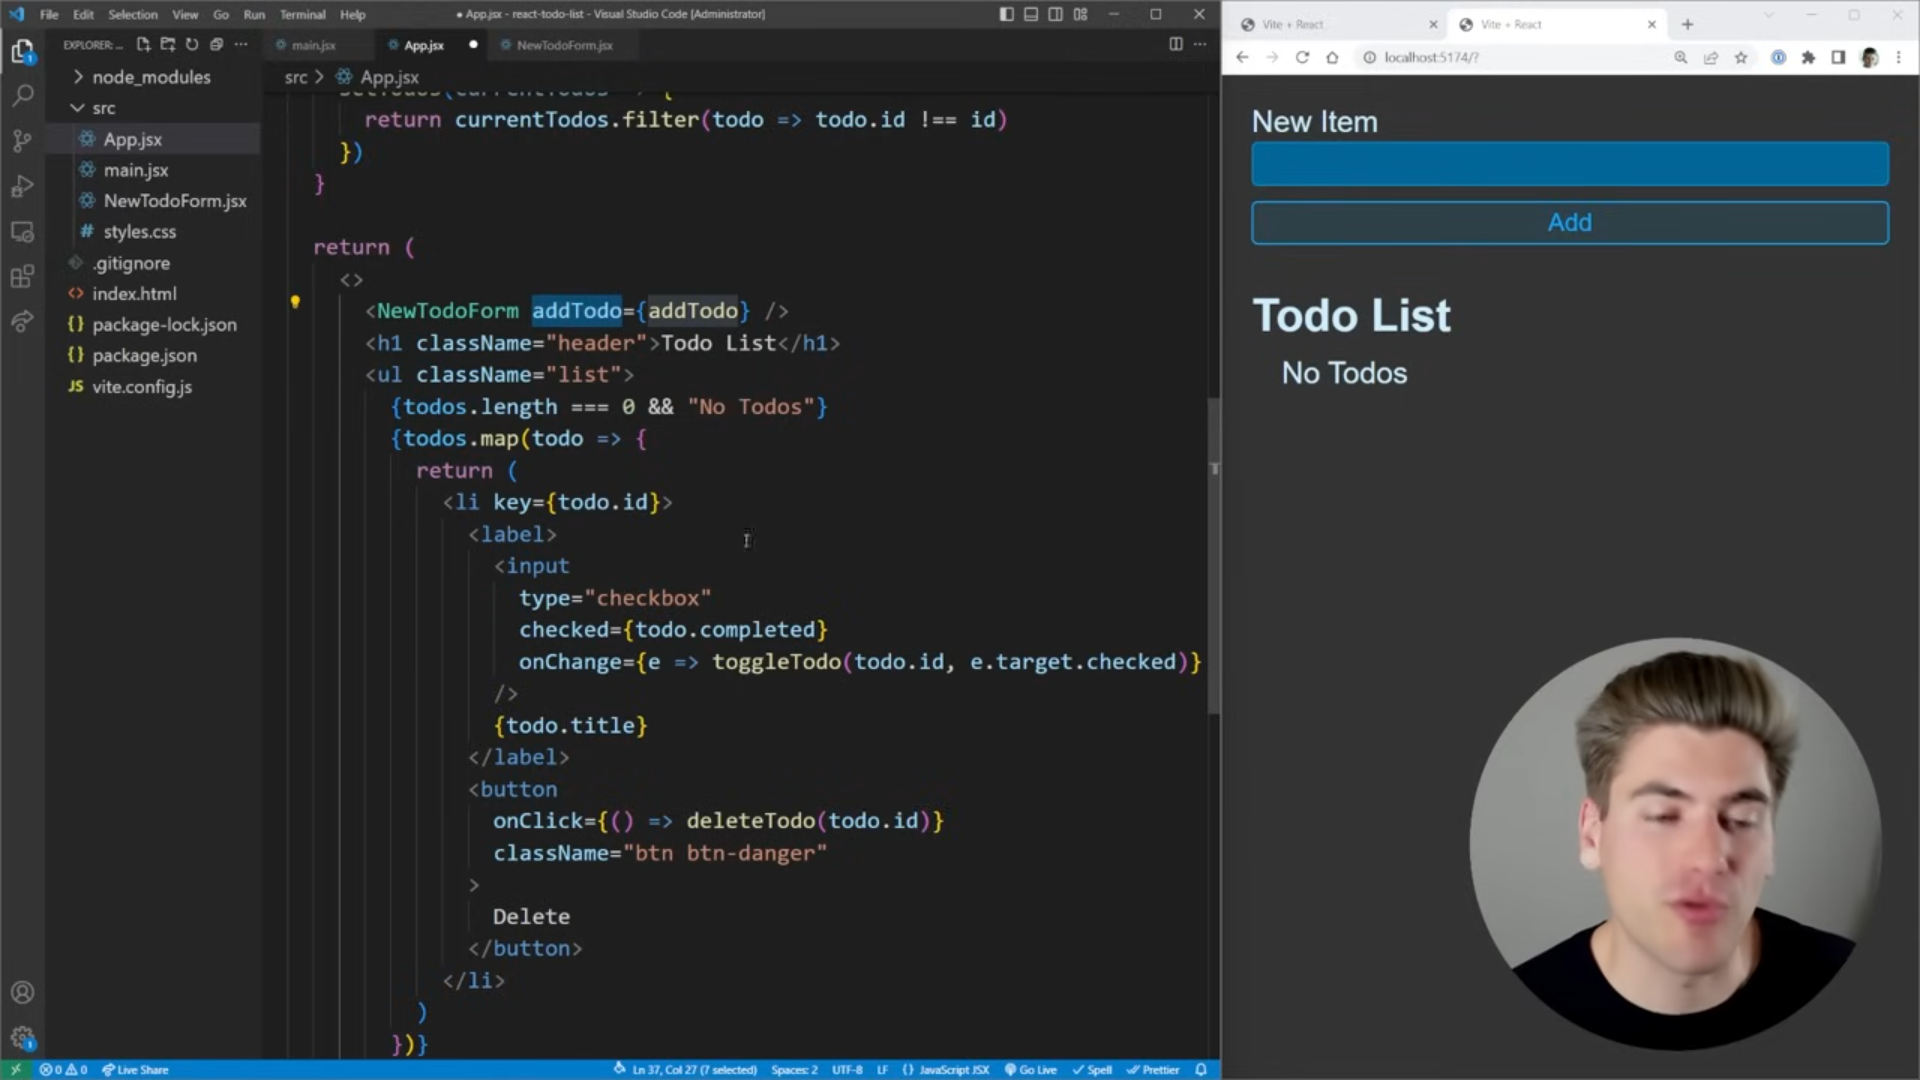 File Edit Selection View Go Run Terminal Help
● App.jsx - react-todo-list - Visual Studio Code [Administrator]
EXPLORER: ...
node_modules
src
App.jsx
main.jsx
NewTodoForm.jsx
styles.css
.gitignore
index.html
package-lock.json
package.json
vite.config.js
main.jsx App.jsx NewTodoForm.jsx
src > App.jsx
setTodos(currentTodos => {
return currentTodos.filter(todo => todo.id !== id)
})
}
return (
<>
<NewTodoForm addTodo={addTodo} />
<h1 className="header">Todo List</h1>
<ul className="list">
{todos.length === 0 && "No Todos"}
{todos.map(todo => {
return (
<li key={todo.id}>
<label>
<input
type="checkbox"
checked={todo.completed}
onChange={e => toggleTodo(todo.id, e.target.checked)}
/>
{todo.title}
</label>
<button
onClick={() => deleteTodo(todo.id)}
className="btn btn-danger"
>
Delete
</button>
</li>
)
})}
0 0 Live Share
Ln 37, Col 27 (7 selected) Spaces: 2 UTF-8 LF {} JavaScript JSX Go Live Spell Prettier
Vite + React Vite + React
localhost:5174/?
New Item
Add
Todo List
No Todos